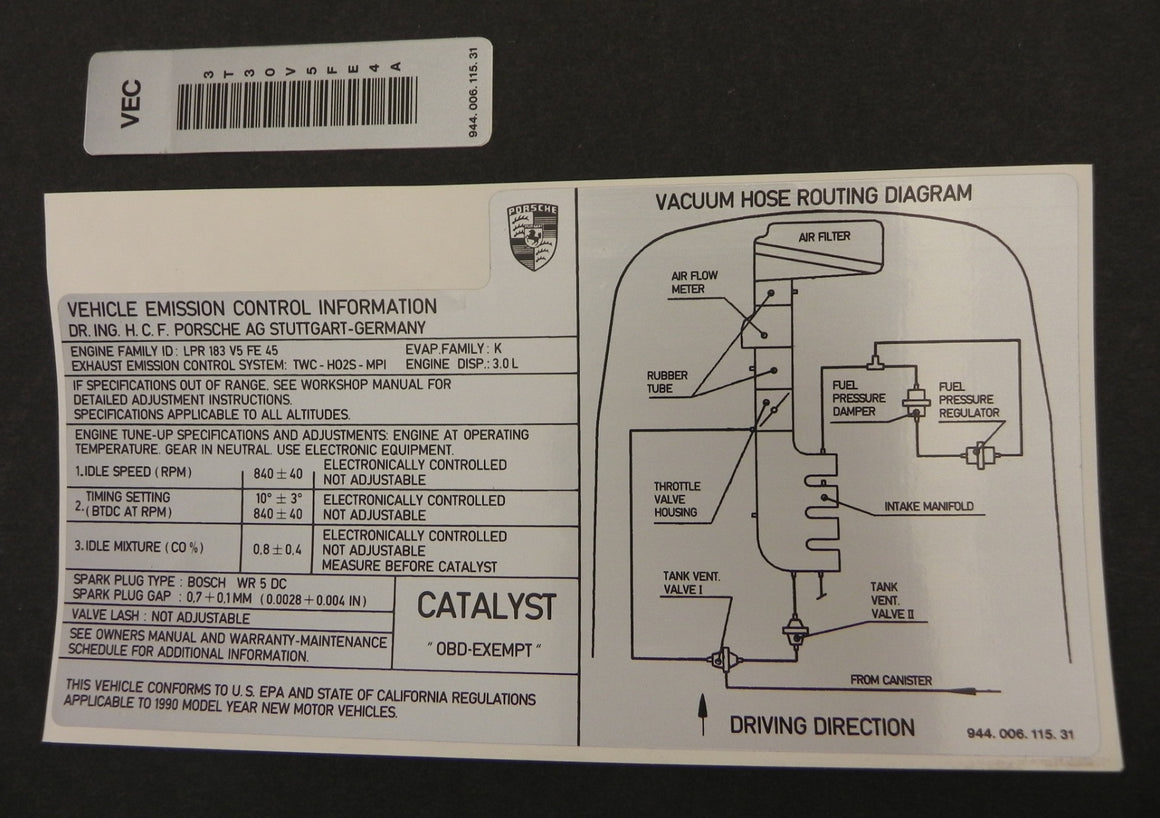 VEC
3T30V5FE4A
944. 006. 115. 31
PORSCHE
VEHICLE EMISSION CONTROL INFORMATION
DR. ING. H. C. F. PORSCHE AG STUTTGART-GERMANY
ENGINE FAMILY ID: LPR 183 V5 FE 45 EVAP. FAMILY: K
EXHAUST EMISSION CONTROL SYSTEM: TWC - HO2S - MPI ENGINE DISP.: 3.0 L
IF SPECIFICATIONS OUT OF RANGE, SEE WORKSHOP MANUAL FOR
DETAILED ADJUSTMENT INSTRUCTIONS.
SPECIFICATIONS APPLICABLE TO ALL ALTITUDES.
ENGINE TUNE-UP SPECIFICATIONS AND ADJUSTMENTS: ENGINE AT OPERATING
TEMPERATURE. GEAR IN NEUTRAL. USE ELECTRONIC EQUIPMENT.
1. IDLE SPEED (RPM) 840 ± 40 ELECTRONICALLY CONTROLLED
NOT ADJUSTABLE
2. TIMING SETTING 10° ± 3° ELECTRONICALLY CONTROLLED
(BTDC AT RPM) 840 ± 40 NOT ADJUSTABLE
3. IDLE MIXTURE (CO %) 0.8 ± 0,4 ELECTRONICALLY CONTROLLED
NOT ADJUSTABLE
MEASURE BEFORE CATALYST
SPARK PLUG TYPE : BOSCH WR 5 DC
SPARK PLUG GAP : 0,7 + 0,1 MM (0.0028 + 0.004 IN)
VALVE LASH : NOT ADJUSTABLE
SEE OWNERS MANUAL AND WARRANTY-MAINTENANCE
SCHEDULE FOR ADDITIONAL INFORMATION.
CATALYST
"OBD-EXEMPT"
THIS VEHICLE CONFORMS TO U.S. EPA AND STATE OF CALIFORNIA REGULATIONS
APPLICABLE TO 1990 MODEL YEAR NEW MOTOR VEHICLES.
VACUUM HOSE ROUTING DIAGRAM
AIR FILTER
AIR FLOW
METER
RUBBER
TUBE
FUEL
PRESSURE
DAMPER
FUEL
PRESSURE
REGULATOR
THROTTLE
VALVE
HOUSING
INTAKE MANIFOLD
TANK VENT.
VALVE I
TANK
VENT.
VALVE II
FROM CANISTER
DRIVING DIRECTION
944. 006. 115. 31